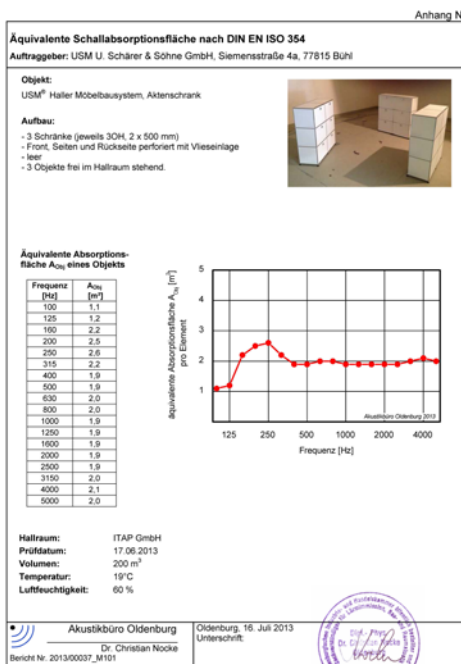 Anhang N
Äquivalente Schallabsorptionsfläche nach DIN EN ISO 354
Auftraggeber: USM U. Schärer & Söhne GmbH, Siemensstraße 4a, 77815 Bühl
Objekt:
USM® Haller Möbelbausystem, Aktenschrank
Aufbau:
- 3 Schränke (jeweils 3OH, 2 x 500 mm)
- Front, Seiten und Rückseite perforiert mit Vlieseinlage
- leer
- 3 Objekte frei im Hallraum stehend.
Äquivalente Absorptions-
fläche AObj eines Objekts
Frequenz [Hz] AObj [m²]
100 1,1
125 1,2
160 2,2
200 2,5
250 2,6
315 2,2
400 1,9
500 1,9
630 2,0
800 2,0
1000 1,9
1250 1,9
1600 1,9
2000 1,9
2500 1,9
3150 2,0
4000 2,1
5000 2,0
äquivalente Absorptionsfläche AObj [m²]
pro Element
5
4
3
2
1
Akustikbüro Oldenburg 2013
125 250 500 1000 2000 4000
Frequenz [Hz]
Hallraum: ITAP GmbH
Prüfdatum: 17.06.2013
Volumen: 200 m³
Temperatur: 19°C
Luftfeuchtigkeit: 60 %
Akustikbüro Oldenburg
Dr. Christian Nocke
Bericht Nr. 2013/00037_M101
Oldenburg, 16. Juli 2013
Unterschrift:
Dipl.-Phys.
Dr. Christian Nocke